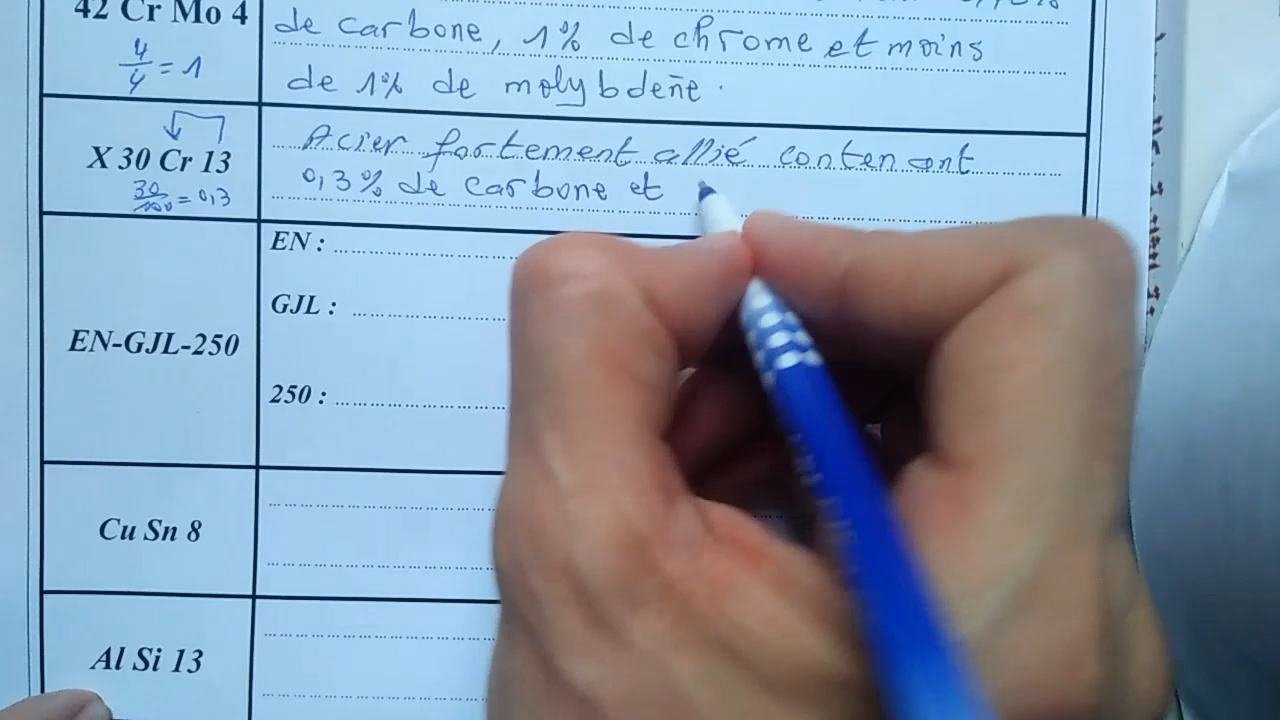 42 Cr Mo 4
de carbone, 1% de chrome et moins
4/4 = 1
de 1% de molybdeñe.
Acier fortement allié contenant
X 30 Cr 13
0,3% de carbone et
30/100 = 0,3
EN :
GJL :
EN-GJL-250
250 :
Cu Sn 8
Al Si 13